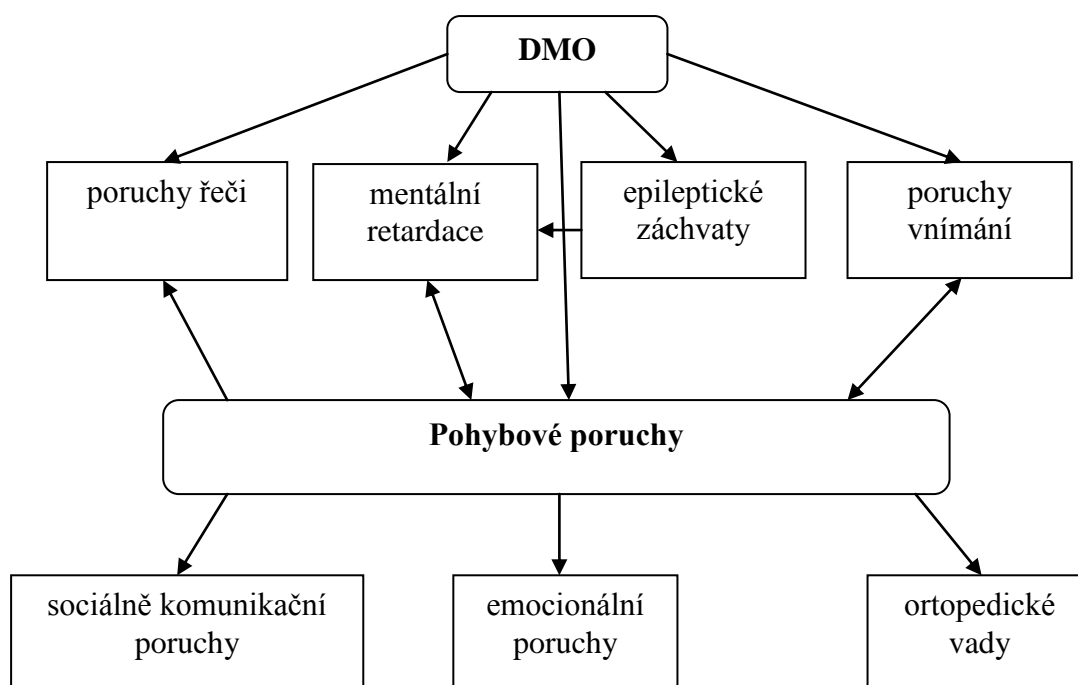 DMO
poruchy řeči
mentální
retardace
epileptické
záchvaty
poruchy
vnímání
Pohybové poruchy
sociálně komunikační
poruchy
emocionální
poruchy
ortopedické
vady